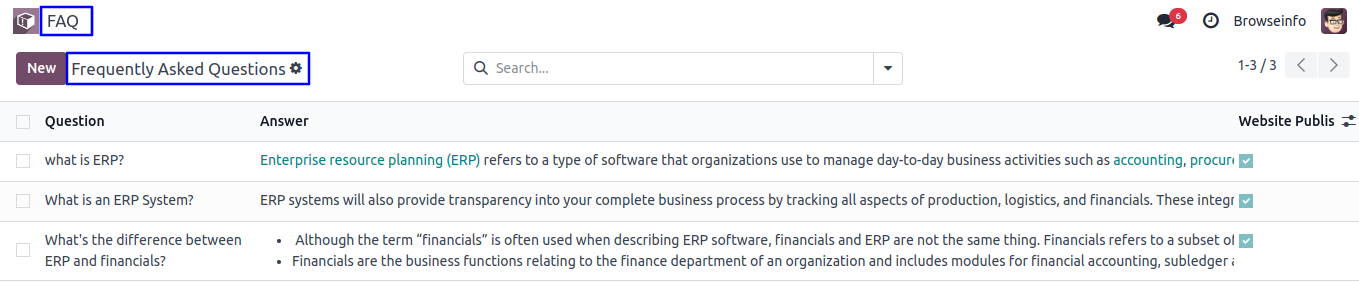 FAQ
6
Browseinfo
New
Frequently Asked Questions
Search...
1-3 / 3
Question
Answer
Website Publis
what is ERP?
Enterprise resource planning (ERP) refers to a type of software that organizations use to manage day-to-day business activities such as accounting, procure
What is an ERP System?
ERP systems will also provide transparency into your complete business process by tracking all aspects of production, logistics, and financials. These integr
What's the difference between
ERP and financials?
• Although the term “financials” is often used when describing ERP software, financials and ERP are not the same thing. Financials refers to a subset of
• Financials are the business functions relating to the finance department of an organization and includes modules for financial accounting, subledger a